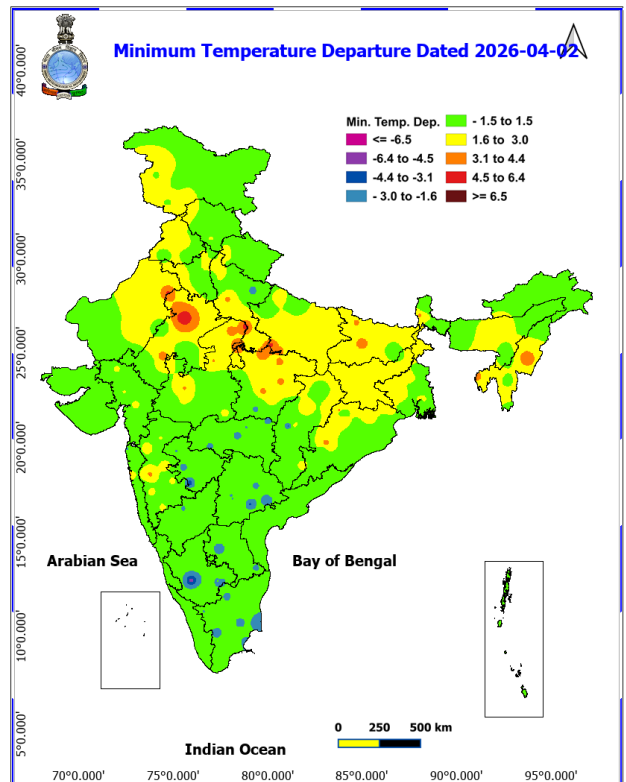 Minimum Temperature Departure Dated 2026-04-02
Min. Temp. Dep.
<= -6.5
-6.4 to -4.5
-4.4 to -3.1
- 3.0 to -1.6
- 1.5 to 1.5
1.6 to  3.0
3.1 to 4.4
4.5 to 6.4
>= 6.5
40°0.000'
35°0.000'
30°0.000'
25°0.000'
20°0.000'
15°0.000'
10°0.000'
5°0.000'
Arabian Sea
Bay of Bengal
Indian Ocean
0 250 500 km
70°0.000' 75°0.000' 80°0.000' 85°0.000' 90°0.000' 95°0.000'